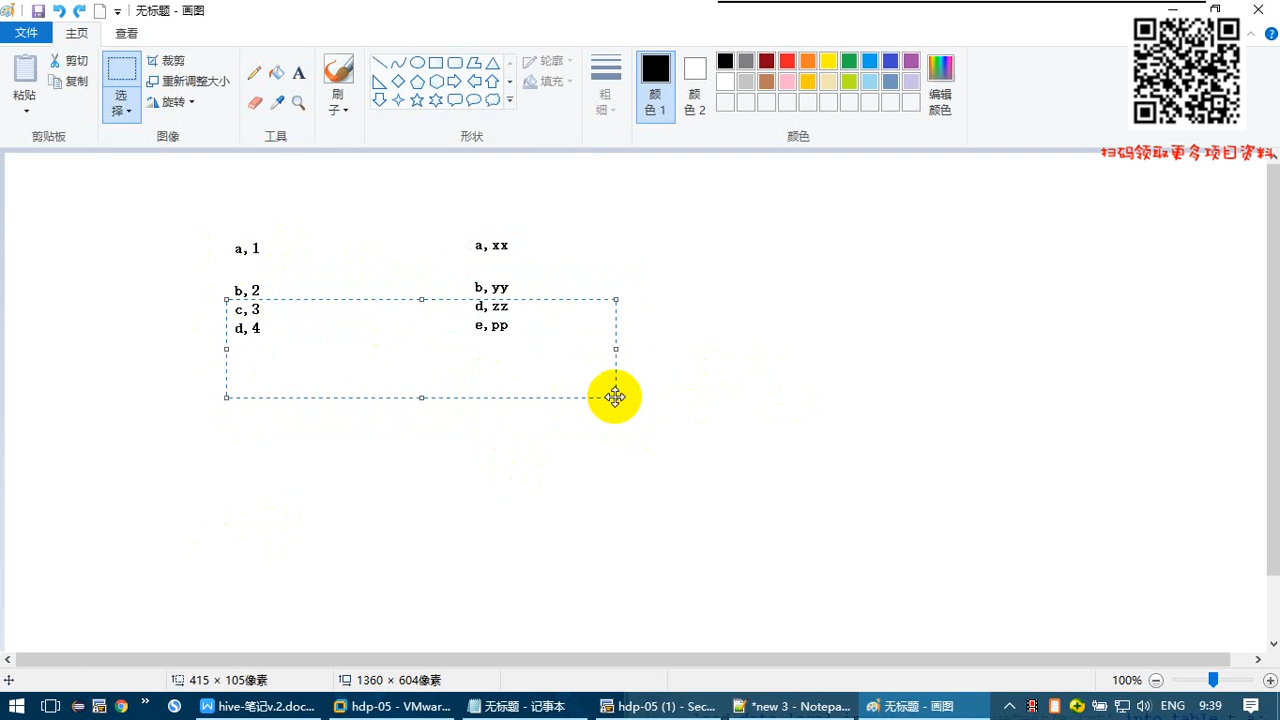 无标题 - 画图
文件 主页 查看
粘贴
剪切
复制
剪贴板
选择
裁剪
重新调整大小
旋转
图像
A
工具
刷子
轮廓
填充
形状
粗细
颜色 1
颜色 2
编辑颜色
颜色
扫码领取更多项目资料
a,1 a,xx
b,2 b,yy
c,3 d,zz
d,4 e,pp
415 × 105像素
1360 × 604像素
100%
hive-笔记v.2.docx...
hdp-05 - VMwar...
无标题 - 记事本
hdp-05 (1) - Sec...
*new 3 - Notepa...
无标题 - 画图
ENG
9:39